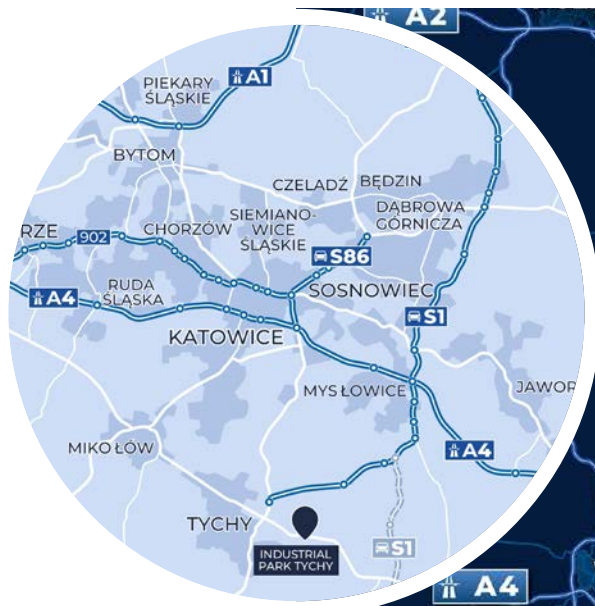 A2
A1
PIEKARY
ŚLĄSKIE
BYTOM
CZELADŹ
BĘDZIN
DĄBROWA
GÓRNICZA
SIEMIANO-
WICE
ŚLĄSKIE
CHORZÓW
RZE
902
S86
RUDA
ŚLĄSKA
A4
SOSNOWIEC
S1
KATOWICE
MYSŁOWICE
JAWOR
MIKOŁÓW
A4
TYCHY
S1
INDUSTRIAL
PARK TYCHY
A4